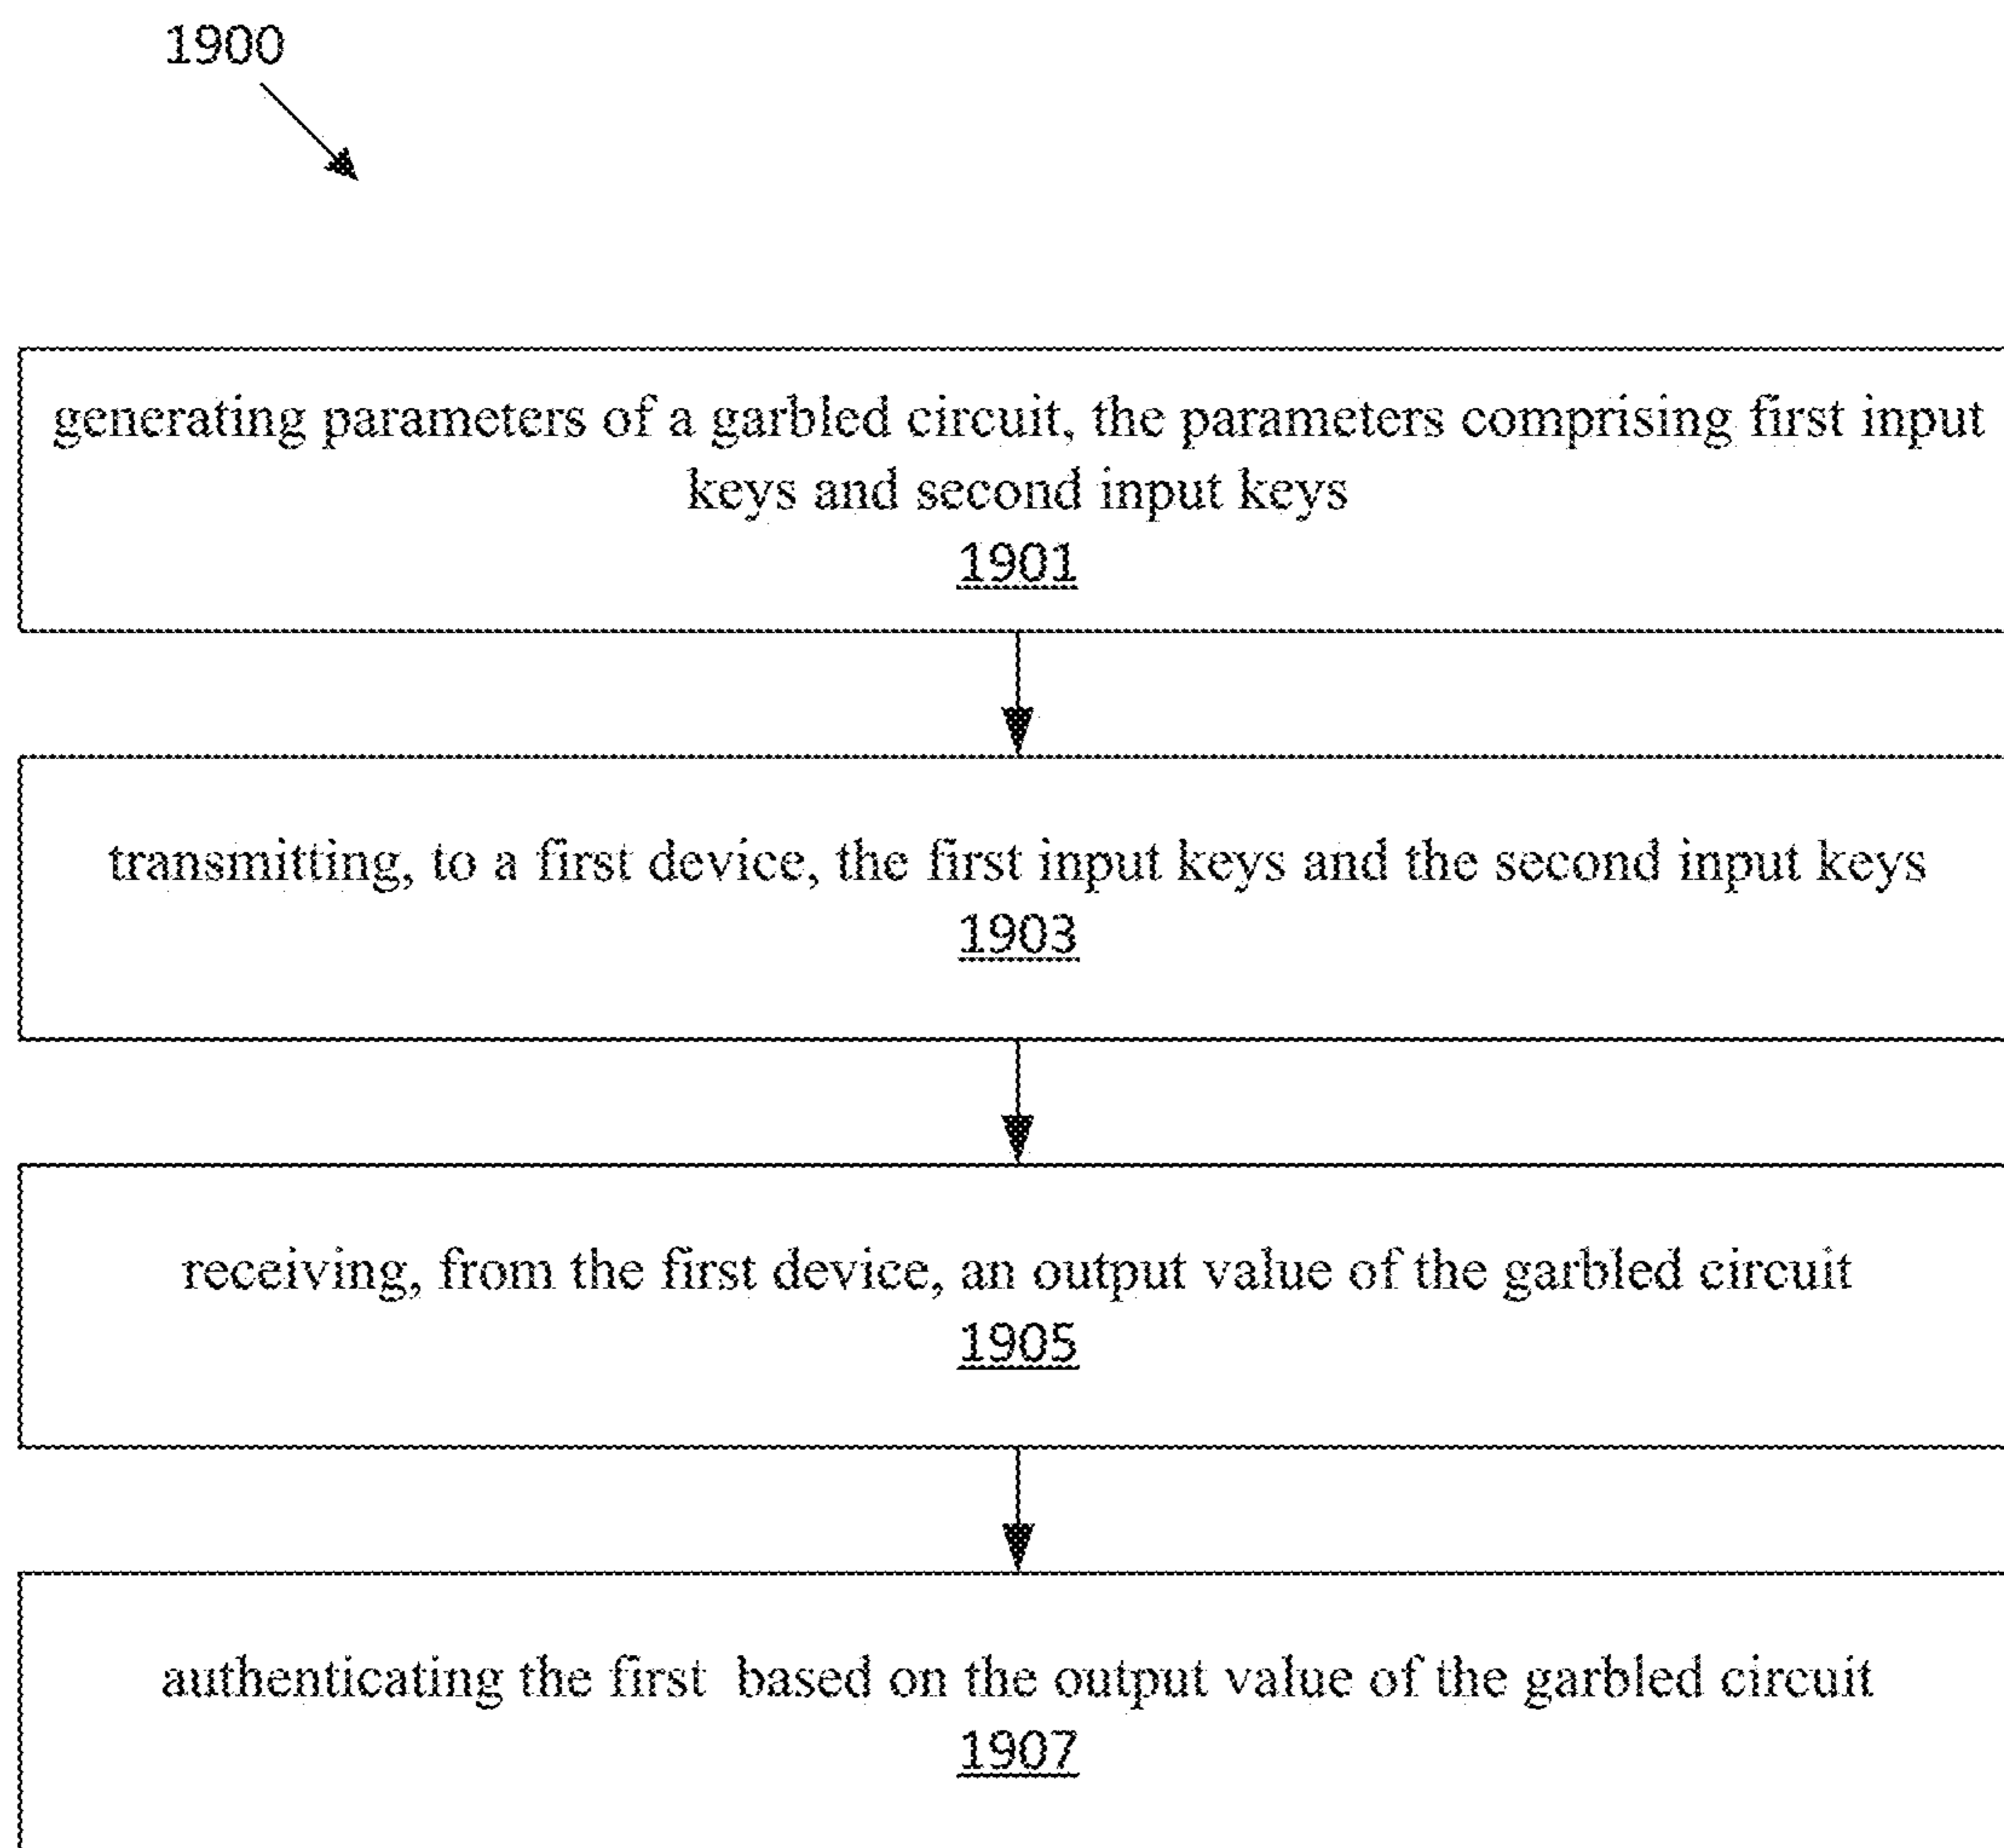 1900
generating parameters of a garbled circuit, the parameters comprising first input
keys and second input keys
1901
transmitting, to a first device, the first input keys and the second input keys
1903
receiving, from the first device, an output value of the garbled circuit
1905
authenticating the first  based on the output value of the garbled circuit
1907